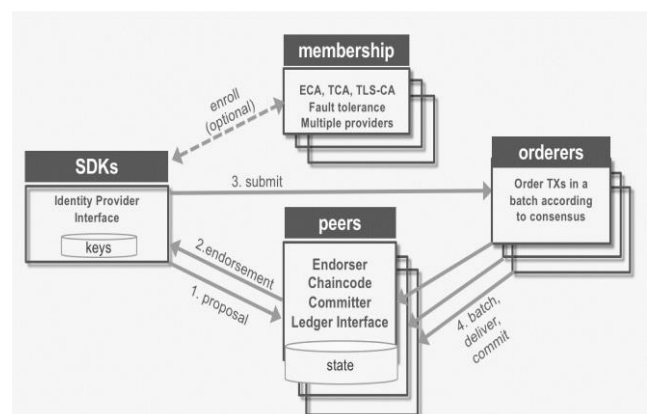 membership
ECA, TCA, TLS-CA
Fault tolerance
Multiple providers
enroll
(optional)
SDKs
Identity Provider
Interface
keys
3. submit
orderers
Order TXs in a
batch according
to consensus
peers
Endorser
Chaincode
Committer
Ledger Interface
state
2.endorsement
1. proposal
4. batch,
deliver,
commit